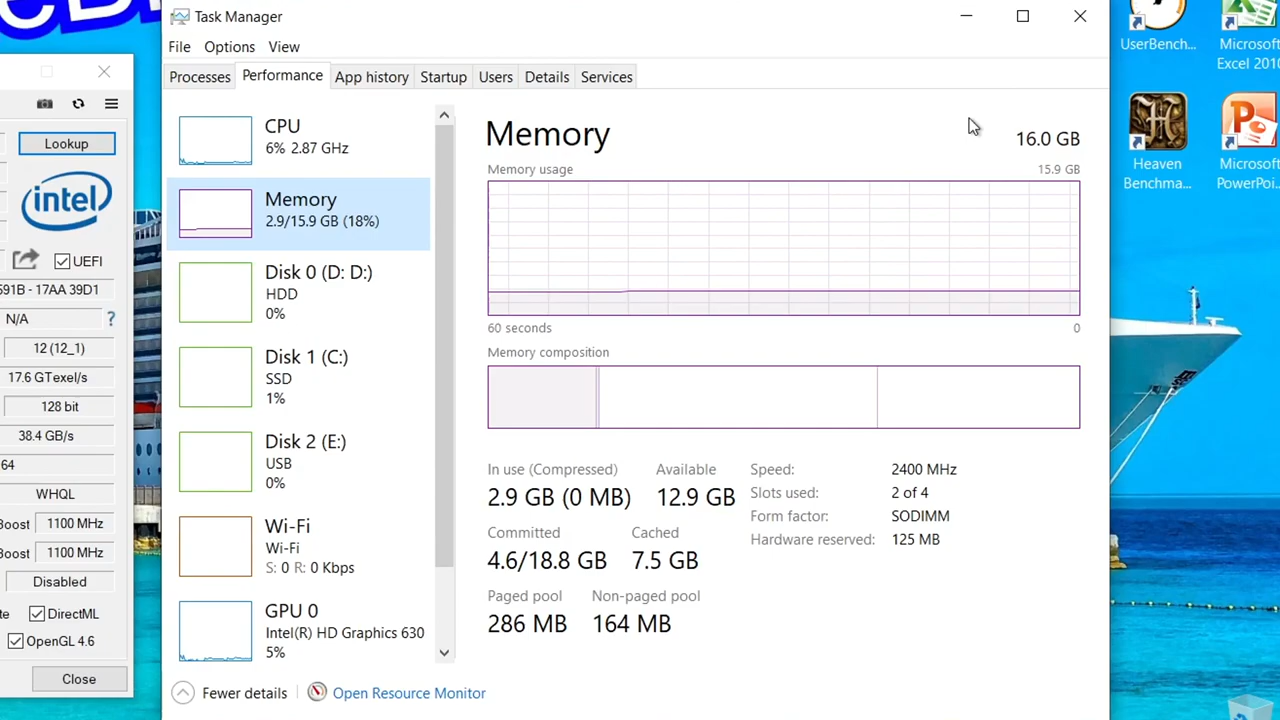 Task Manager
File Options View
Processes Performance App history Startup Users Details Services
CPU
6% 2.87 GHz
Memory
2.9/15.9 GB (18%)
Disk 0 (D: D:)
HDD
0%
Disk 1 (C:)
SSD
1%
Disk 2 (E:)
USB
0%
Wi-Fi
Wi-Fi
S: 0 R: 0 Kbps
GPU 0
Intel(R) HD Graphics 630
5%
Memory
16.0 GB
Memory usage
15.9 GB
60 seconds
0
Memory composition
In use (Compressed)
2.9 GB (0 MB)
Available
12.9 GB
Committed
4.6/18.8 GB
Cached
7.5 GB
Paged pool
286 MB
Non-paged pool
164 MB
Speed: 2400 MHz
Slots used: 2 of 4
Form factor: SODIMM
Hardware reserved: 125 MB
Fewer details
Open Resource Monitor
Lookup
intel
UEFI
591B - 17AA 39D1
N/A ?
12 (12_1)
17.6 GTexel/s
128 bit
38.4 GB/s
64
WHQL
Boost 1100 MHz
Boost 1100 MHz
Disabled
te DirectML
OpenGL 4.6
Close
UserBench...
Microsoft
Excel 2010
Heaven
Benchma...
Microsoft
PowerPoi...